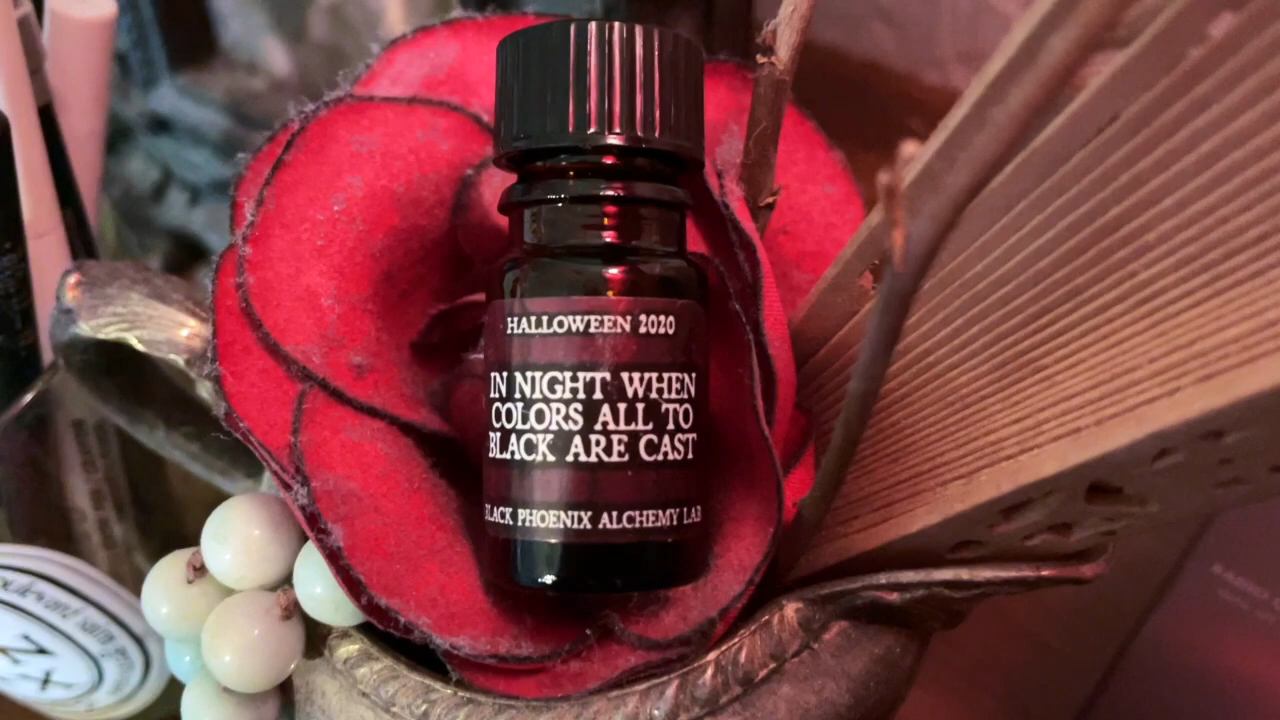 HALLOWEEN 2020
IN NIGHT WHEN
COLORS ALL TO
BLACK ARE CAST
BLACK PHOENIX ALCHEMY LAB